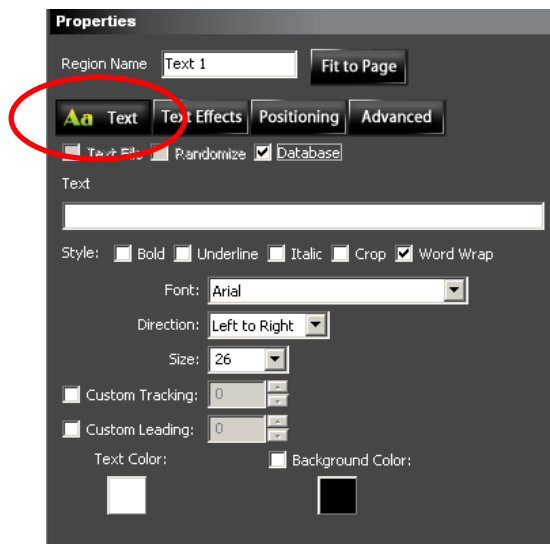 Properties
Region Name Text 1 Fit to Page
Aa Text Text Effects Positioning Advanced
Text File Randomize Database
Text
Style: Bold Underline Italic Crop Word Wrap
Font: Arial
Direction: Left to Right
Size: 26
Custom Tracking: 0
Custom Leading: 0
Text Color: Background Color: